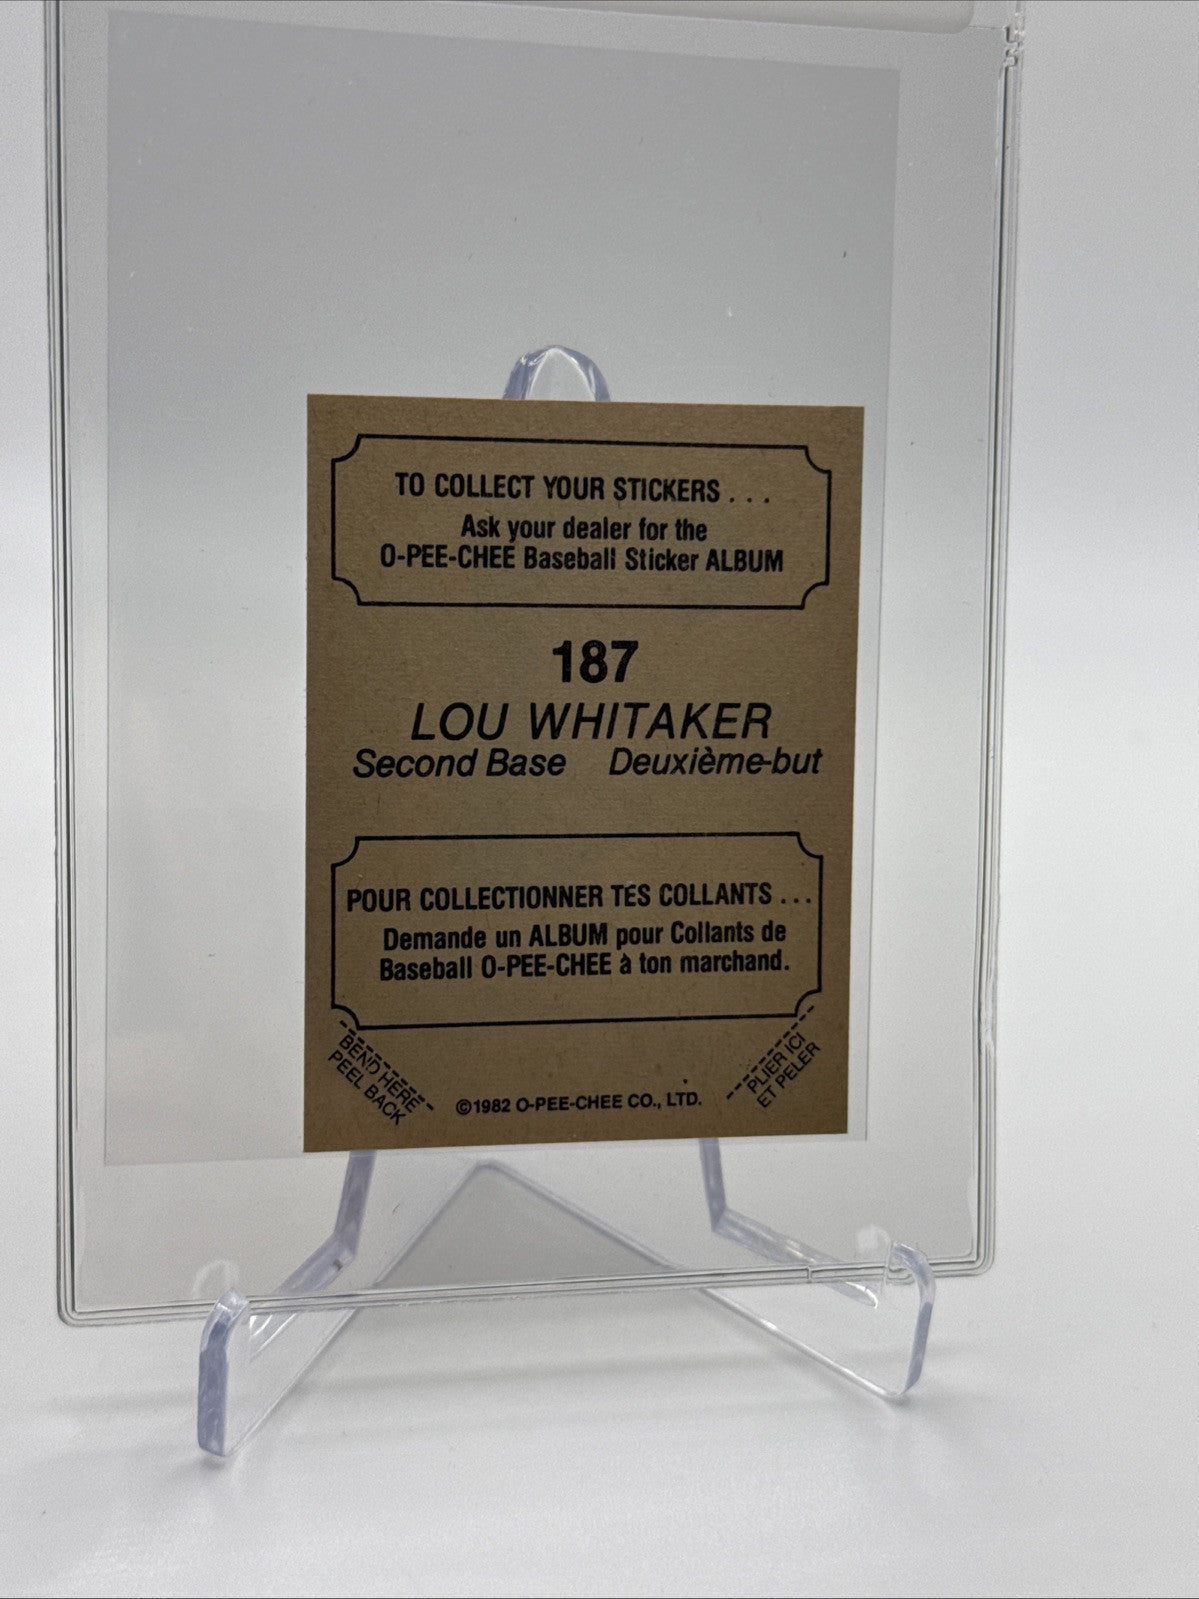 TO COLLECT YOUR STICKERS . . .
Ask your dealer for the
O-PEE-CHEE Baseball Sticker ALBUM
187
LOU WHITAKER
Second Base Deuxième-but
POUR COLLECTIONNER TES COLLANTS . . .
Demande un ALBUM pour Collants de
Baseball O-PEE-CHEE à ton marchand.
BEND HERE
PEEL BACK
©1982 O-PEE-CHEE CO., LTD.
PLIER ICI
ET PELER